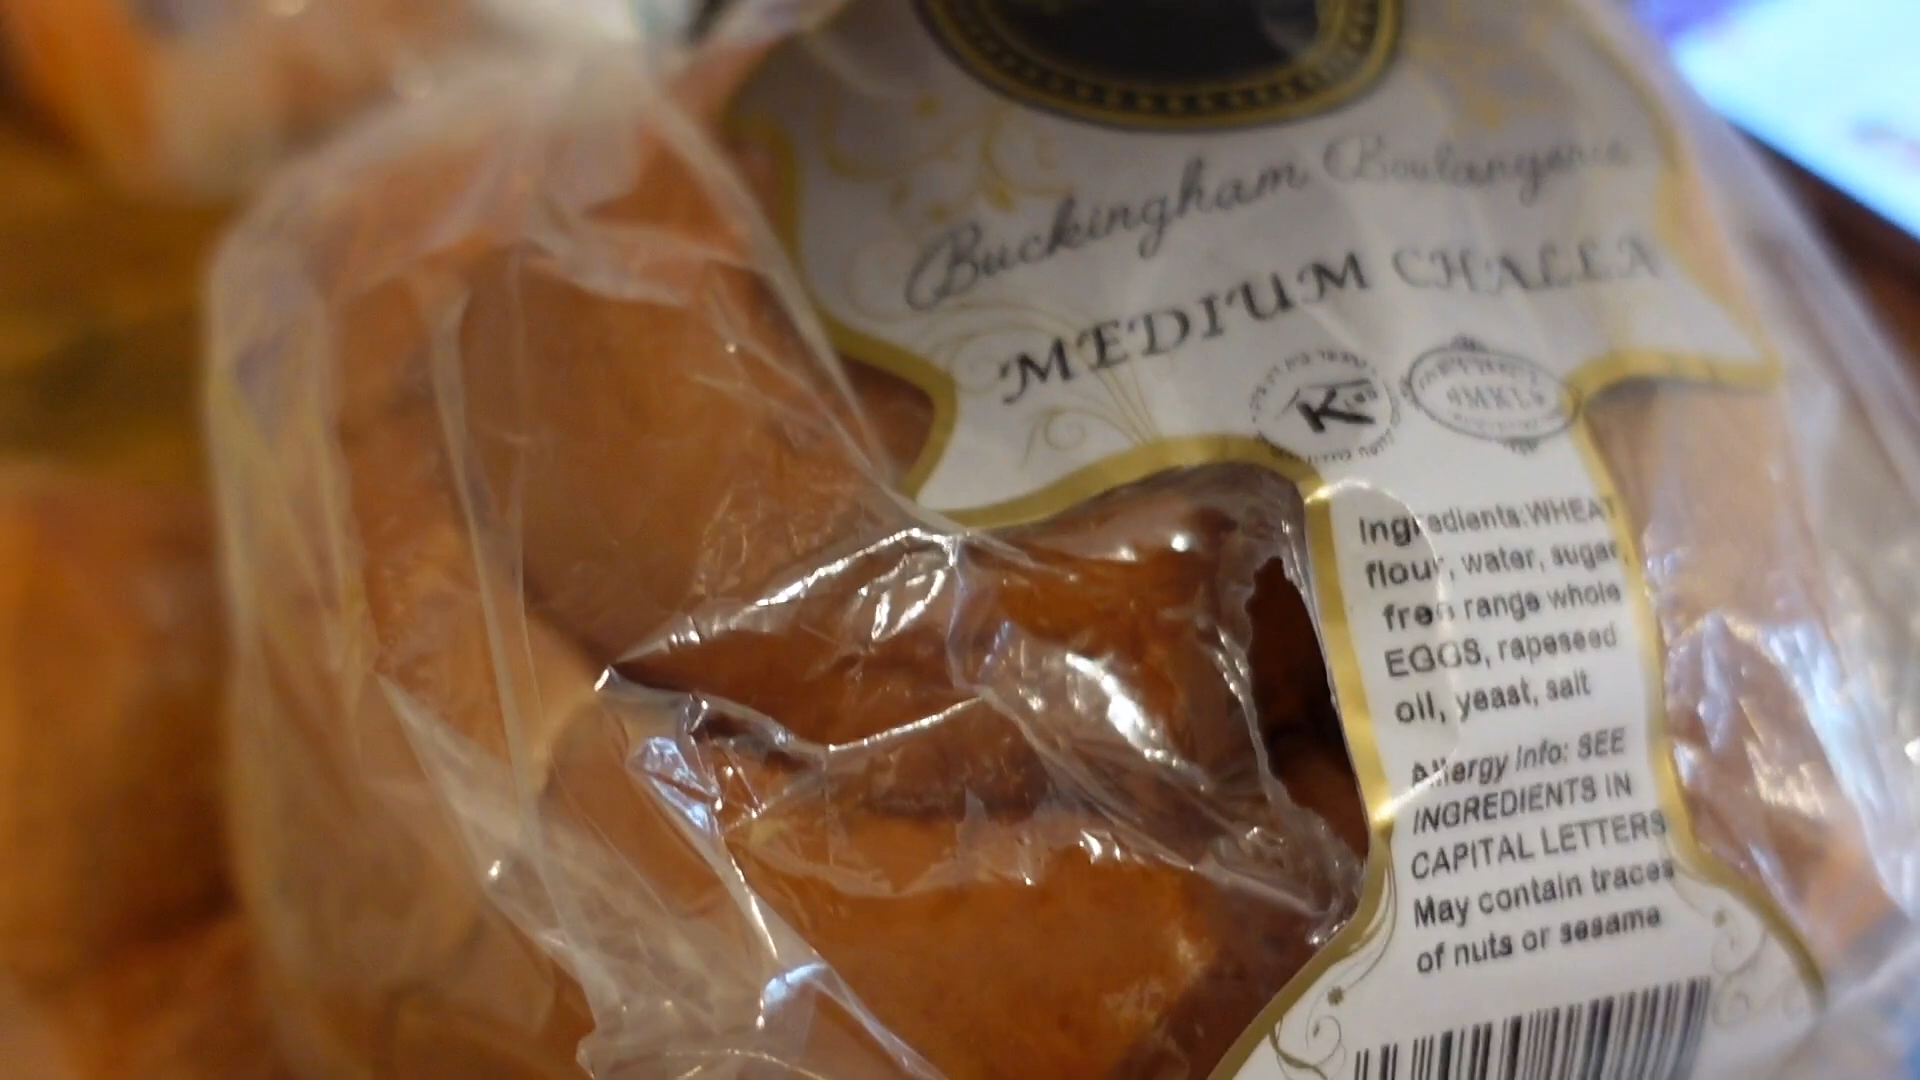 Buckingham Boulangerie
MEDIUM CHALLA
K
MKL
Ingredients:WHEAT
flour, water, sugar,
free range whole
EGGS, rapeseed
oil, yeast, salt
Allergy info: SEE
INGREDIENTS IN
CAPITAL LETTERS
May contain traces
of nuts or sesame